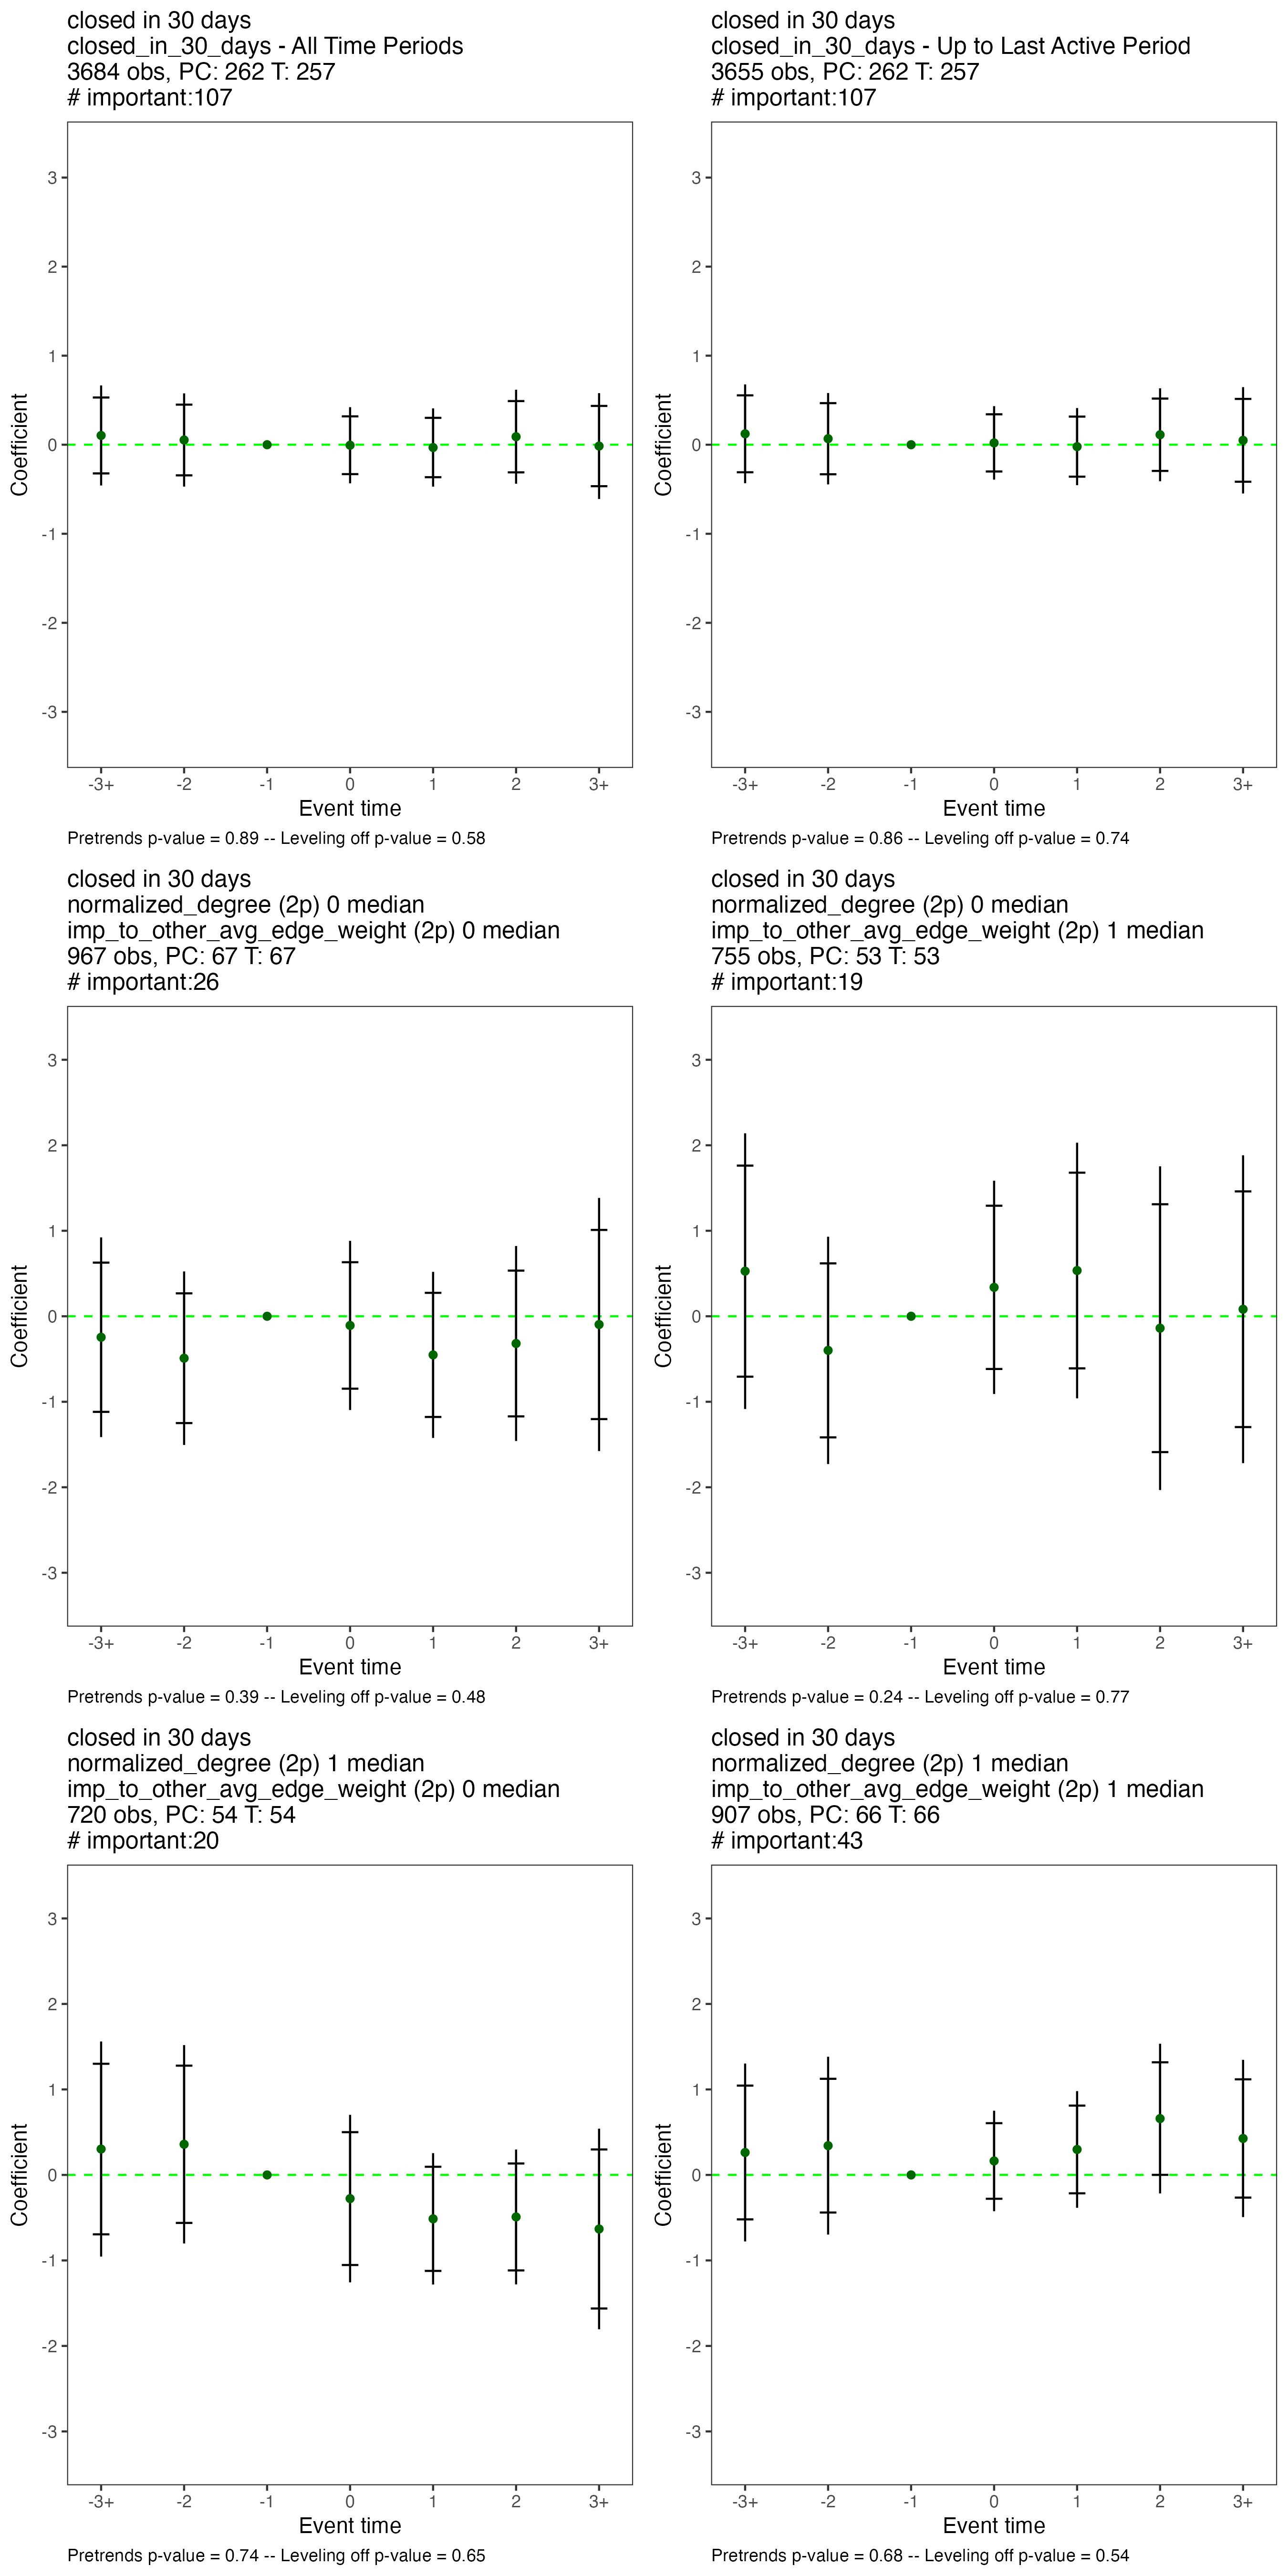 closed in 30 days
closed_in_30_days - All Time Periods
3684 obs, PC: 262 T: 257
# important:107
3
2
1
0
-1
-2
-3
Coefficient
-3+ -2 -1 0 1 2 3+
Event time
Pretrends p-value = 0.89 -- Leveling off p-value = 0.58
closed in 30 days
closed_in_30_days - Up to Last Active Period
3655 obs, PC: 262 T: 257
# important:107
3
2
1
0
-1
-2
-3
Coefficient
-3+ -2 -1 0 1 2 3+
Event time
Pretrends p-value = 0.86 -- Leveling off p-value = 0.74
closed in 30 days
normalized_degree (2p) 0 median
imp_to_other_avg_edge_weight (2p) 0 median
967 obs, PC: 67 T: 67
# important:26
3
2
1
0
-1
-2
-3
Coefficient
-3+ -2 -1 0 1 2 3+
Event time
Pretrends p-value = 0.39 -- Leveling off p-value = 0.48
closed in 30 days
normalized_degree (2p) 0 median
imp_to_other_avg_edge_weight (2p) 1 median
755 obs, PC: 53 T: 53
# important:19
3
2
1
0
-1
-2
-3
Coefficient
-3+ -2 -1 0 1 2 3+
Event time
Pretrends p-value = 0.24 -- Leveling off p-value = 0.77
closed in 30 days
normalized_degree (2p) 1 median
imp_to_other_avg_edge_weight (2p) 0 median
720 obs, PC: 54 T: 54
# important:20
3
2
1
0
-1
-2
-3
Coefficient
-3+ -2 -1 0 1 2 3+
Event time
Pretrends p-value = 0.74 -- Leveling off p-value = 0.65
closed in 30 days
normalized_degree (2p) 1 median
imp_to_other_avg_edge_weight (2p) 1 median
907 obs, PC: 66 T: 66
# important:43
3
2
1
0
-1
-2
-3
Coefficient
-3+ -2 -1 0 1 2 3+
Event time
Pretrends p-value = 0.68 -- Leveling off p-value = 0.54